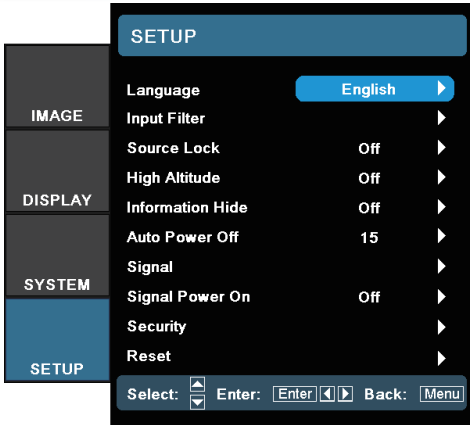 SETUP
IMAGE
DISPLAY
SYSTEM
SETUP
Language English
Input Filter
Source Lock Off
High Altitude Off
Information Hide Off
Auto Power Off 15
Signal
Signal Power On Off
Security
Reset
Select: Enter: Enter Back: Menu